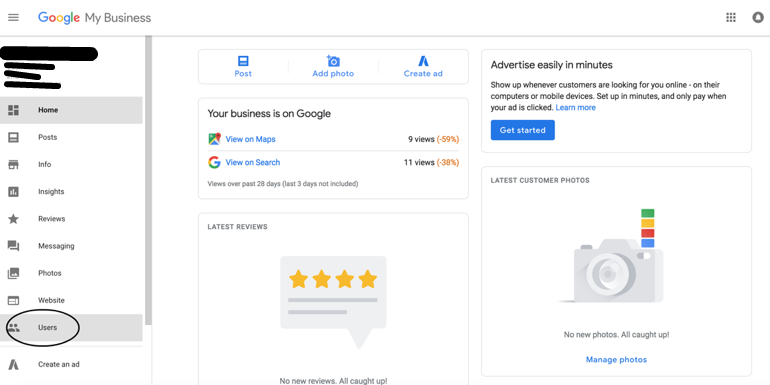 Google My Business
Home
Posts
Info
Insights
Reviews
Messaging
Photos
Website
Users
Create an ad
Post
Add photo
Create ad
Your business is on Google
View on Maps 9 views (-59%)
View on Search 11 views (-38%)
Views over past 28 days (last 3 days not included)
LATEST REVIEWS
No new reviews. All caught up!
Advertise easily in minutes
Show up whenever customers are looking for you online - on their
computers or mobile devices. Set up in minutes, and only pay when
your ad is clicked. Learn more
Get started
LATEST CUSTOMER PHOTOS
No new photos. All caught up!
Manage photos